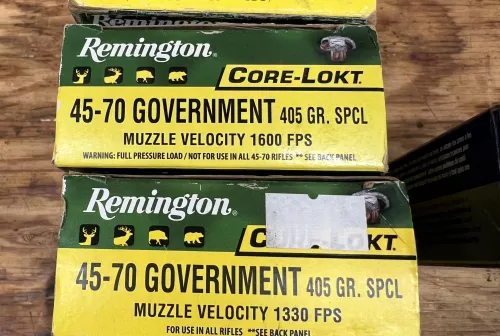 Remington
Remington®
CORE-LOKT.
45-70 GOVERNMENT 405 GR. SPCL
MUZZLE VELOCITY 1600 FPS
WARNING: FULL PRESSURE LOAD / NOT FOR USE IN ALL 45-70 RIFLES ** SEE BACK PANEL
Remington®
CORE-LOKT.
45-70 GOVERNMENT 405 GR. SPCL
MUZZLE VELOCITY 1330 FPS
FOR USE IN ALL RIFLES **SEE BACK PANEL